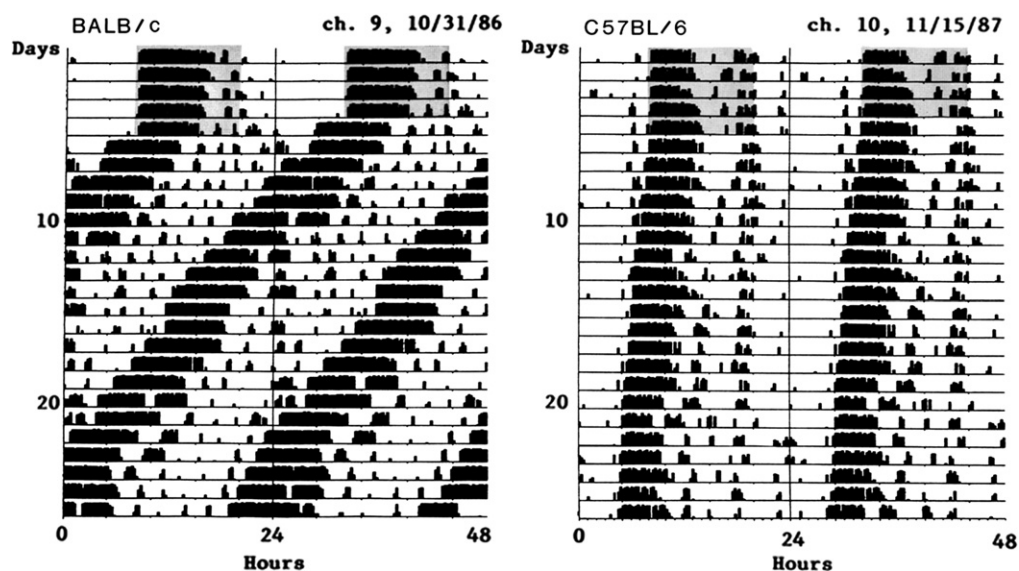 BALB/c ch. 9, 10/31/86
Days
10
20
0 24 48
Hours
C57BL/6 ch. 10, 11/15/87
Days
10
20
0 24 48
Hours